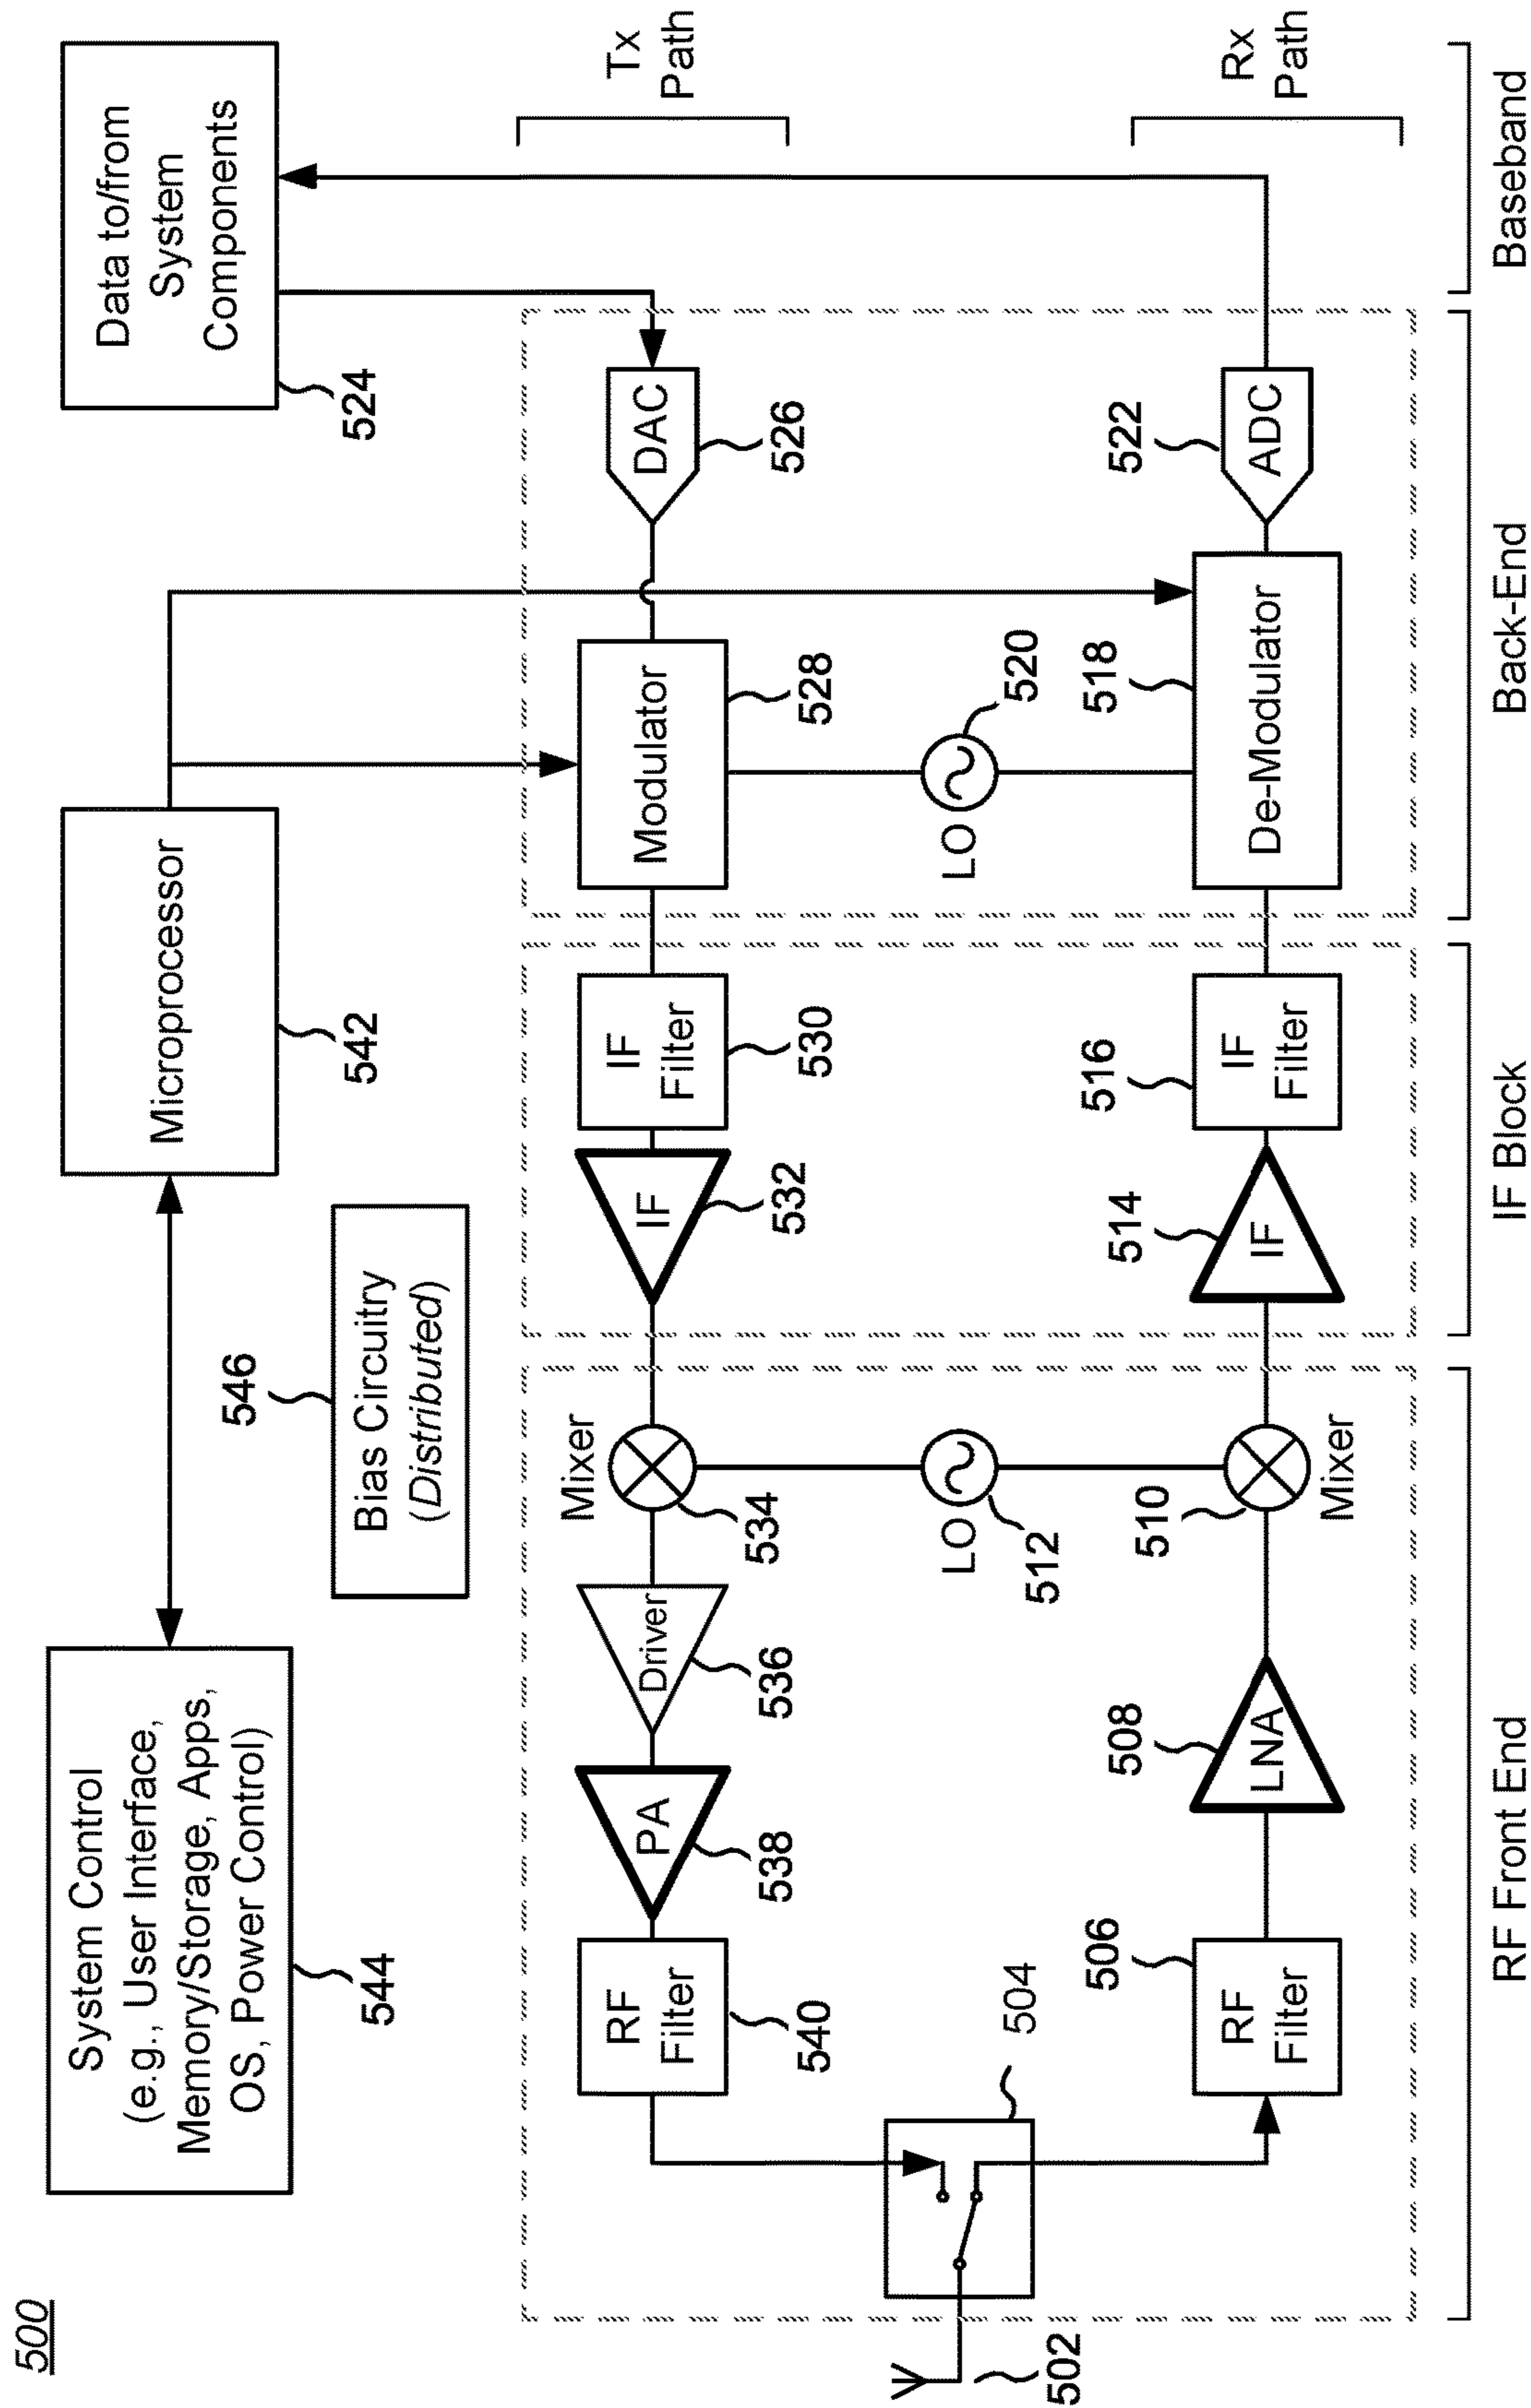 500
System Control
(e.g., User Interface,
Memory/Storage, Apps,
OS, Power Control)
544
Microprocessor
542
Data to/from
System
Components
524
546
Bias Circuitry
(Distributed)
Tx
Path
RF
Filter
540
PA
538
Driver
536
Mixer
534
IF
532
IF
Filter
530
Modulator
528
DAC
526
502
504
LO
512
LO
520
Rx
Path
506
RF
Filter
508
LNA
510
Mixer
514
IF
516
IF
Filter
518
De-Modulator
522
ADC
RF Front End
IF Block
Back-End
Baseband